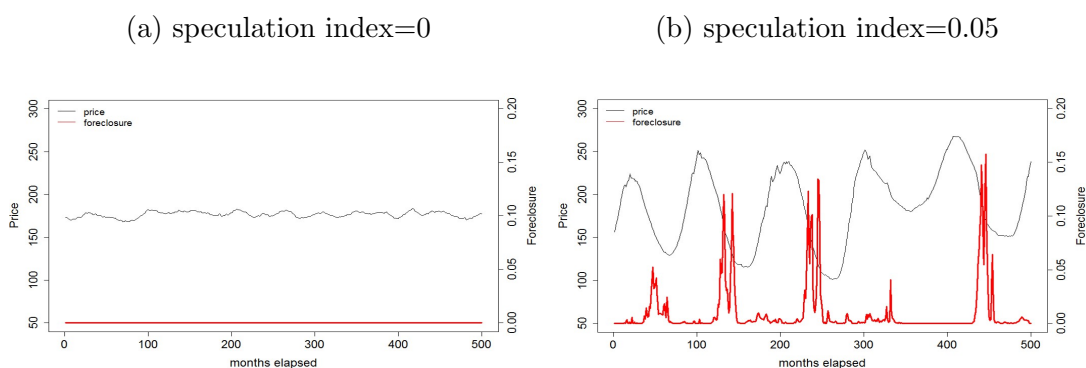 (a) speculation index=0
(b) speculation index=0.05
300
250
200
150
100
50
Price
price
foreclosure
0.20
0.15
0.10
0.05
0.00
Foreclosure
0 100 200 300 400 500
months elapsed
300
250
200
150
100
50
Price
price
foreclosure
0.20
0.15
0.10
0.05
0.00
Foreclosure
0 100 200 300 400 500
months elapsed